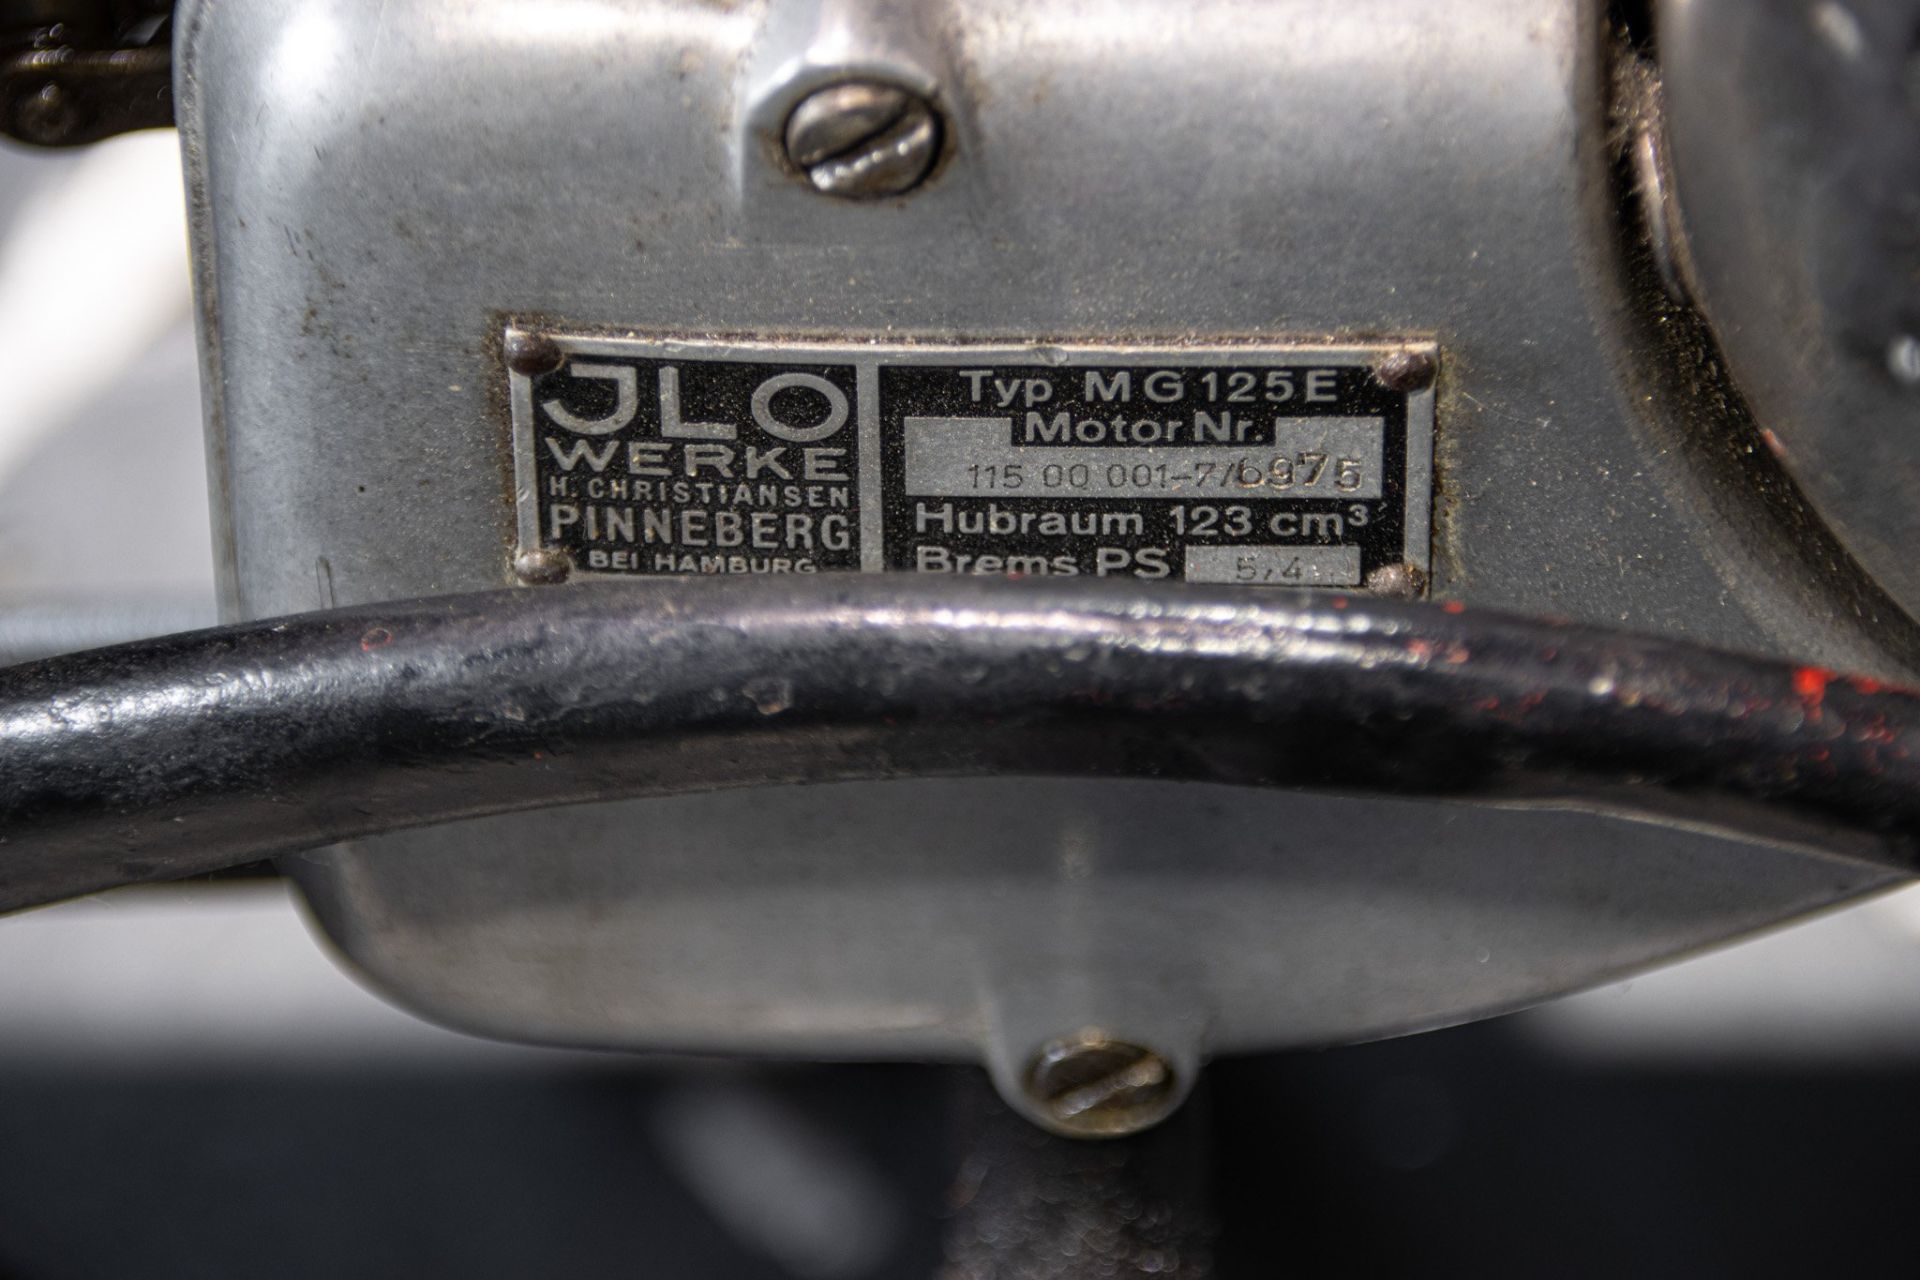 JLO
WERKE
H. CHRISTIANSEN
PINNEBERG
BEI HAMBURG
Typ MG125E
Motor Nr.
115 00 001-7/6975
Hubraum 123 cm³
Brems PS 5,4